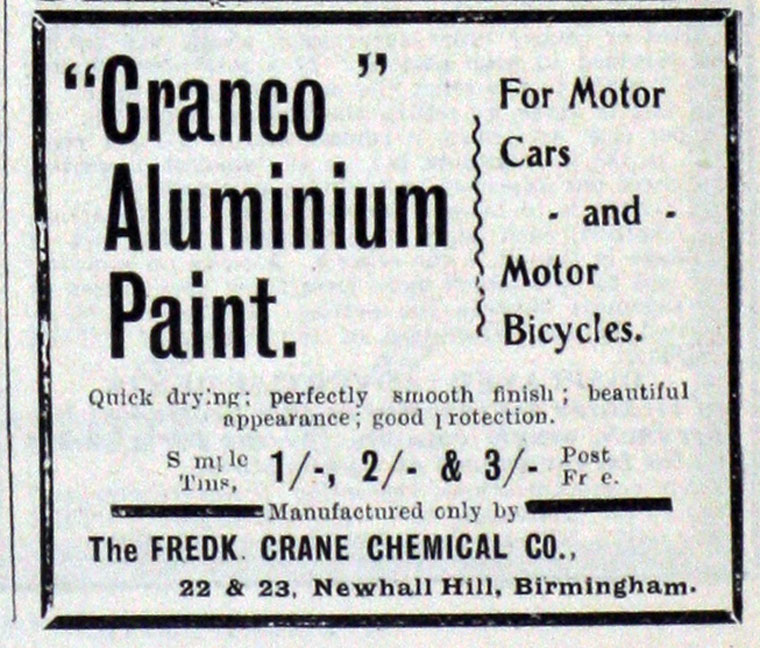 "Cranco"
Aluminium
Paint.
For Motor
Cars
- and -
Motor
Bicycles.
Quick drying; perfectly smooth finish; beautiful
appearance; good protection.
Sample
Tins,
1/-, 2/- & 3/-
Post
Free.
Manufactured only by
The FREDK. CRANE CHEMICAL CO.,
22 & 23, Newhall Hill, Birmingham.